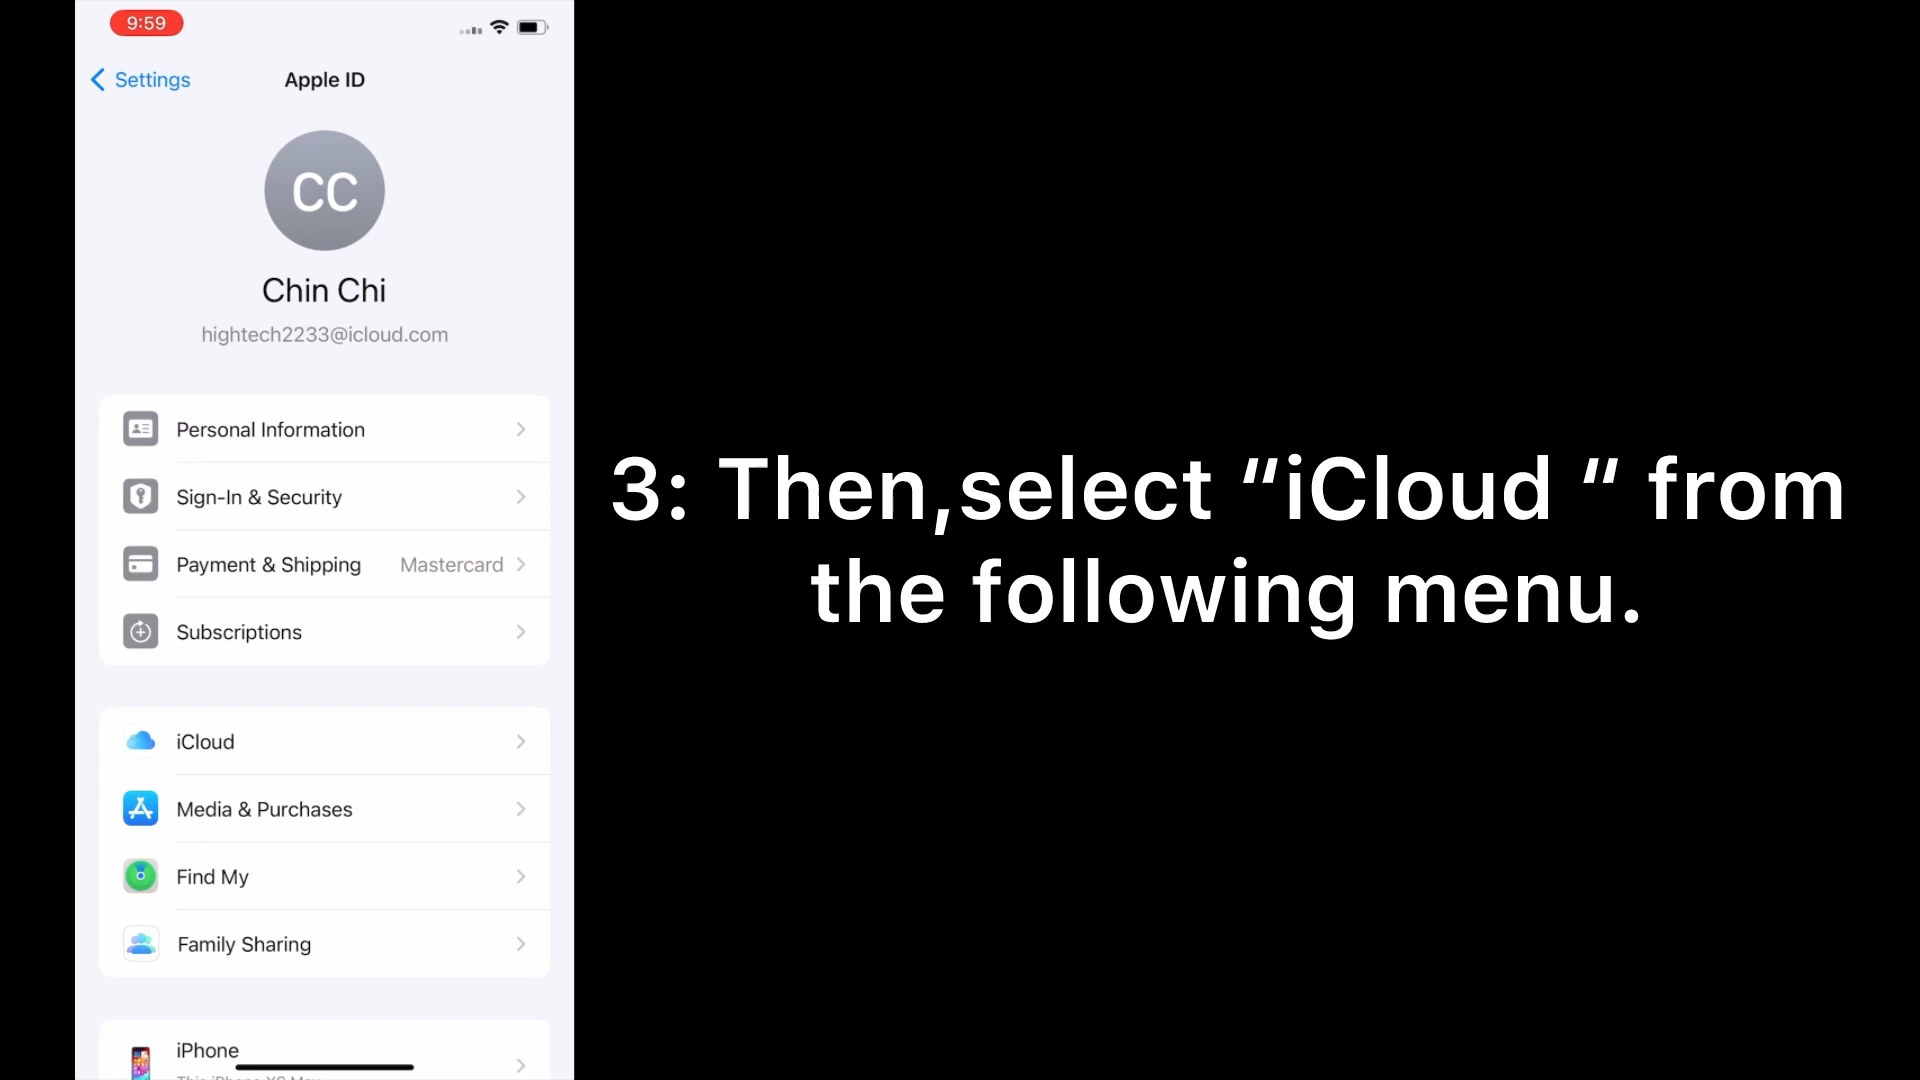 9:59
Settings
Apple ID
CC
Chin Chi
hightech2233@icloud.com
Personal Information
Sign-In & Security
Payment & Shipping Mastercard
Subscriptions
iCloud
Media & Purchases
Find My
Family Sharing
iPhone
3: Then,select “iCloud “ from
the following menu.